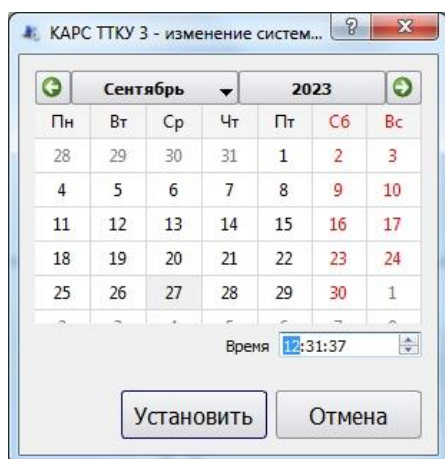 КАРС ТТКУ 3 - изменение систем...
Сентябрь 2023
Пн Вт Ср Чт Пт Сб Вс
28 29 30 31 1 2 3
4 5 6 7 8 9 10
11 12 13 14 15 16 17
18 19 20 21 22 23 24
25 26 27 28 29 30 1
Время 12:31:37
Установить Отмена